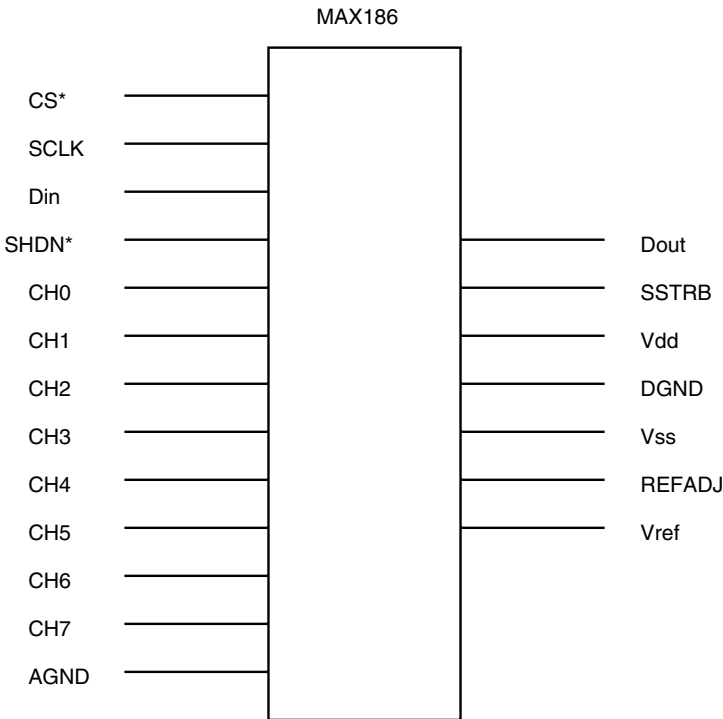 MAX186
CS*
SCLK
Din
SHDN*
CH0
CH1
CH2
CH3
CH4
CH5
CH6
CH7
AGND
Dout
SSTRB
Vdd
DGND
Vss
REFADJ
Vref